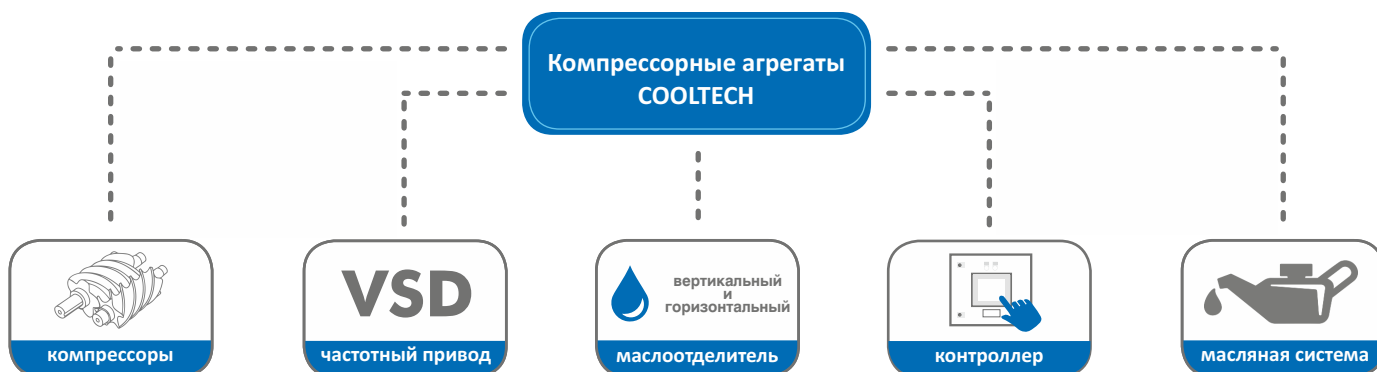 Компрессорные агрегаты
COOLTECH
VSD
вертикальный
и
горизонтальный
компрессоры
частотный привод
маслоотделитель
контроллер
масляная система